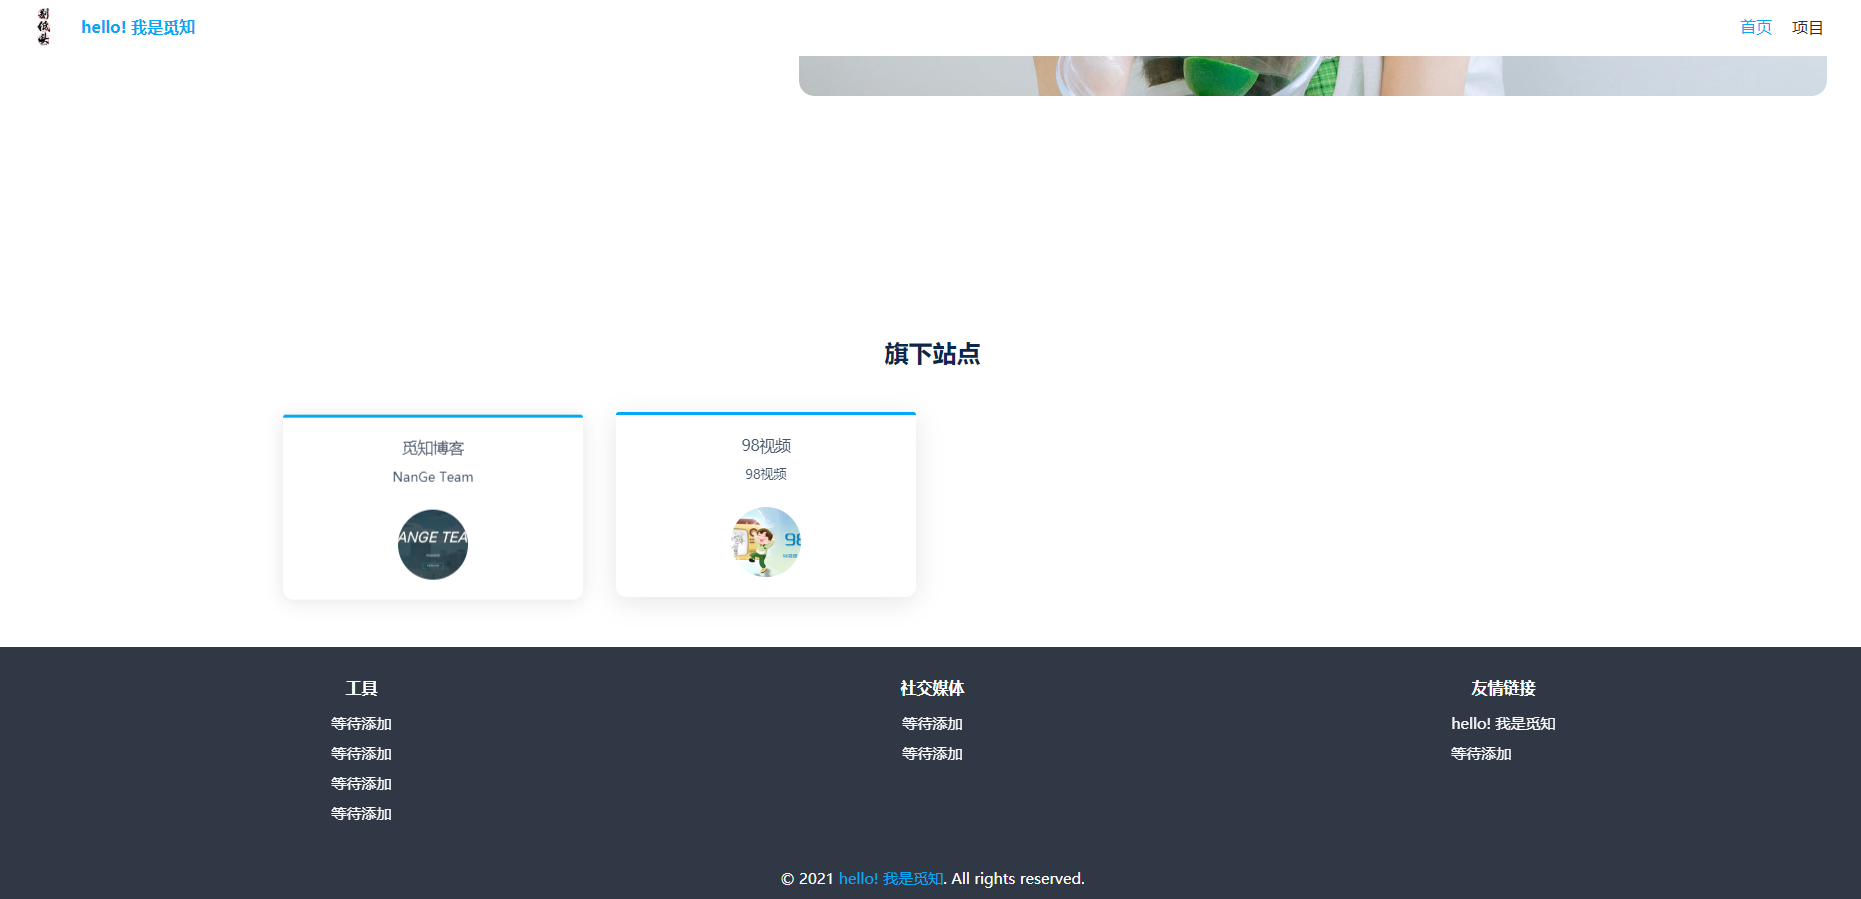 别低头
hello! 我是觅知
首页 项目
旗下站点
觅知博客
NanGe Team
ANGE TEA
98视频
98视频
98
工具
等待添加
等待添加
等待添加
等待添加
社交媒体
等待添加
等待添加
友情链接
hello! 我是觅知
等待添加
© 2021 hello! 我是觅知. All rights reserved.